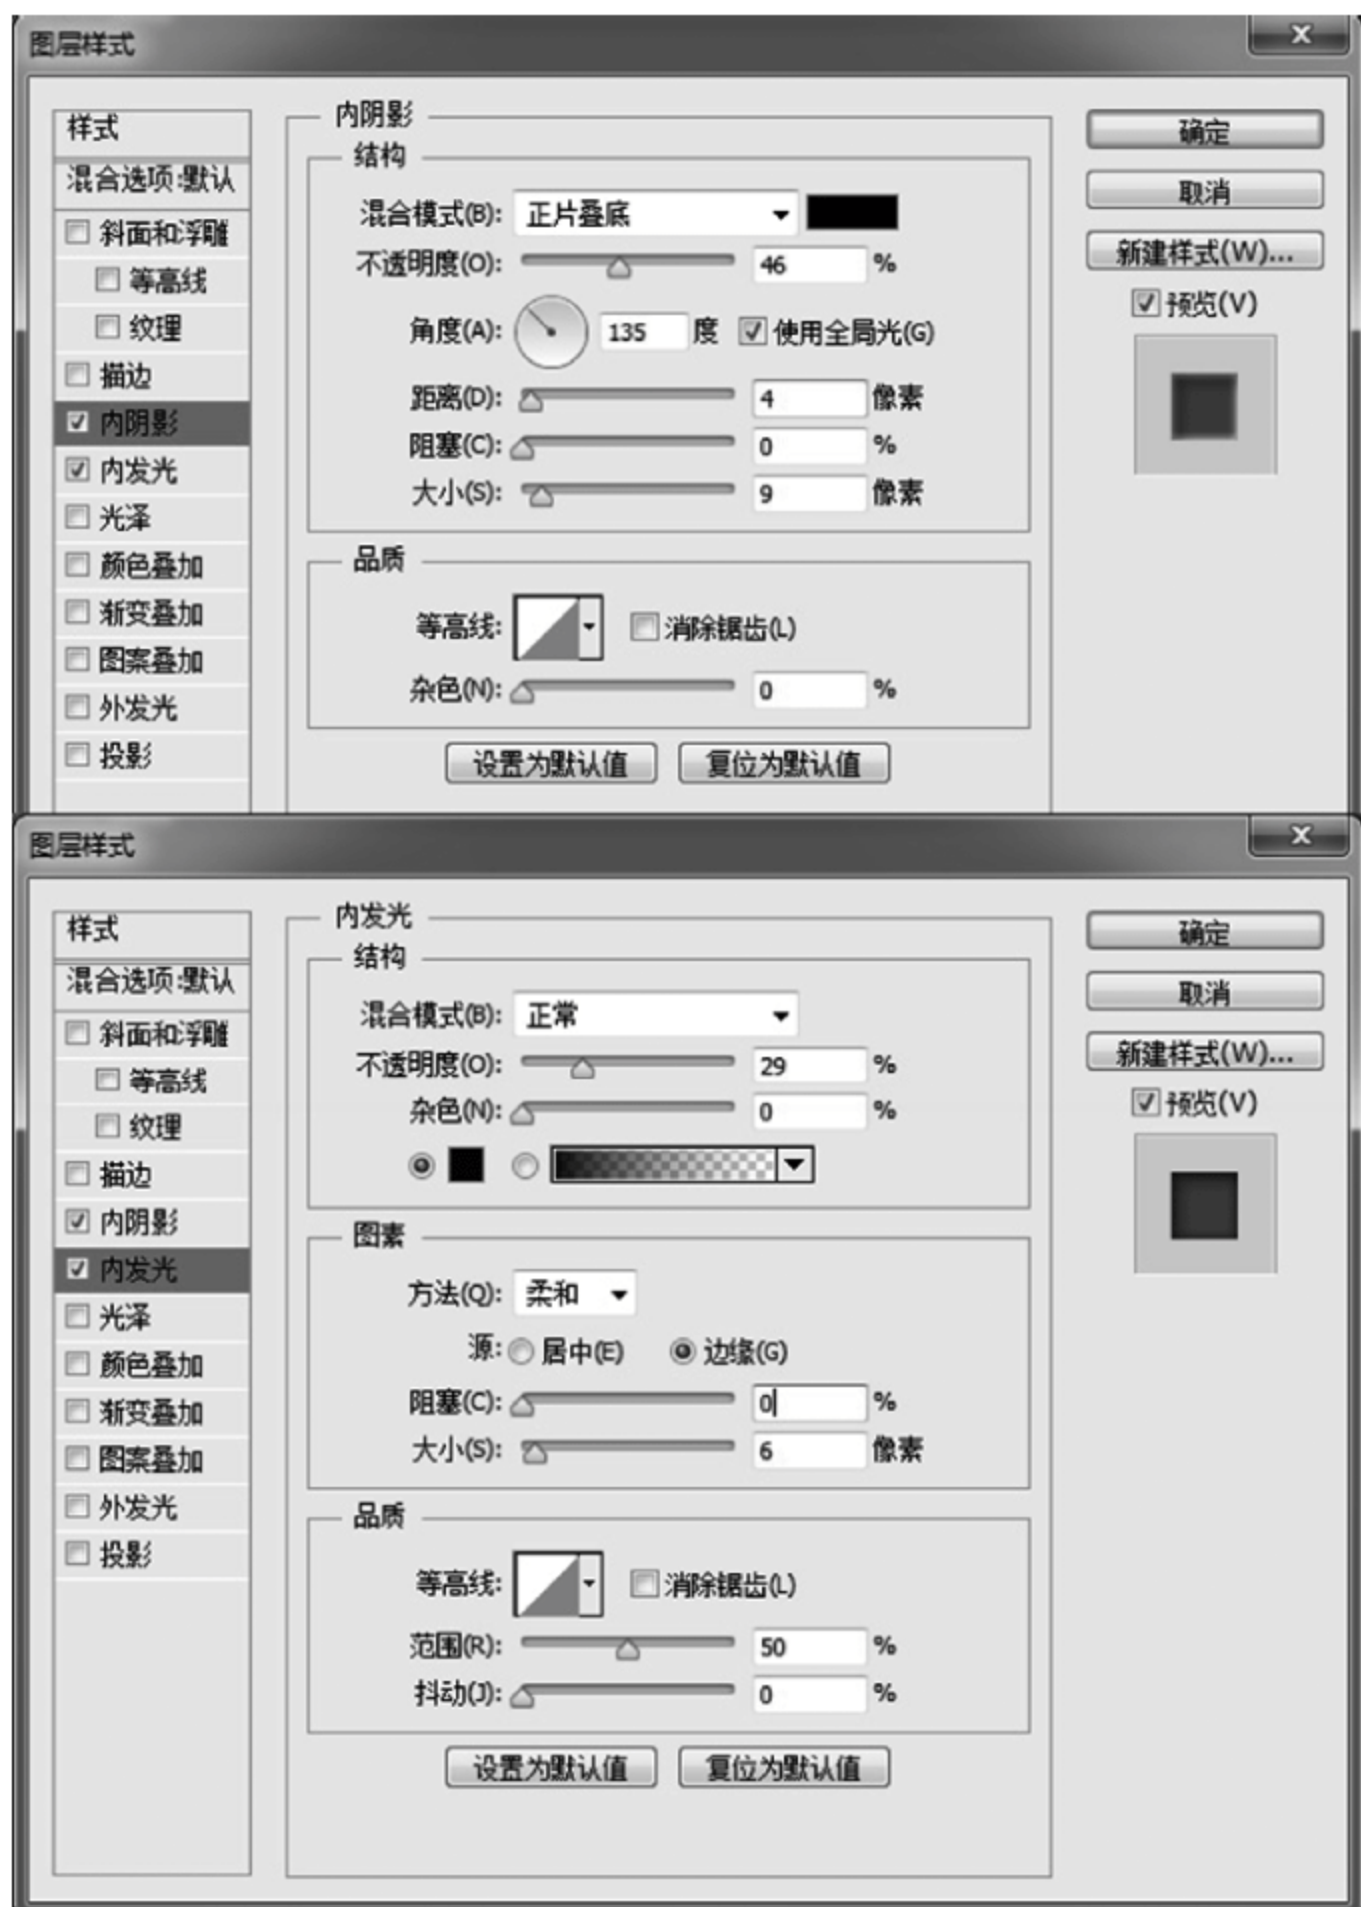 图层样式
x
样式
混合选项:默认
斜面和浮雕
等高线
纹理
描边
内阴影
内发光
光泽
颜色叠加
渐变叠加
图案叠加
外发光
投影
内阴影
结构
混合模式(B): 正片叠底
不透明度(O): 46 %
角度(A): 135 度 使用全局光(G)
距离(D): 4 像素
阻塞(C): 0 %
大小(S): 9 像素
品质
等高线: 消除锯齿(L)
杂色(N): 0 %
设置为默认值 复位为默认值
确定
取消
新建样式(W)...
预览(V)
图层样式
x
样式
混合选项:默认
斜面和浮雕
等高线
纹理
描边
内阴影
内发光
光泽
颜色叠加
渐变叠加
图案叠加
外发光
投影
内发光
结构
混合模式(B): 正常
不透明度(O): 29 %
杂色(N): 0 %
图素
方法(Q): 柔和
源: 居中(E) 边缘(G)
阻塞(C): 0 %
大小(S): 6 像素
品质
等高线: 消除锯齿(L)
范围(R): 50 %
抖动(J): 0 %
设置为默认值 复位为默认值
确定
取消
新建样式(W)...
预览(V)